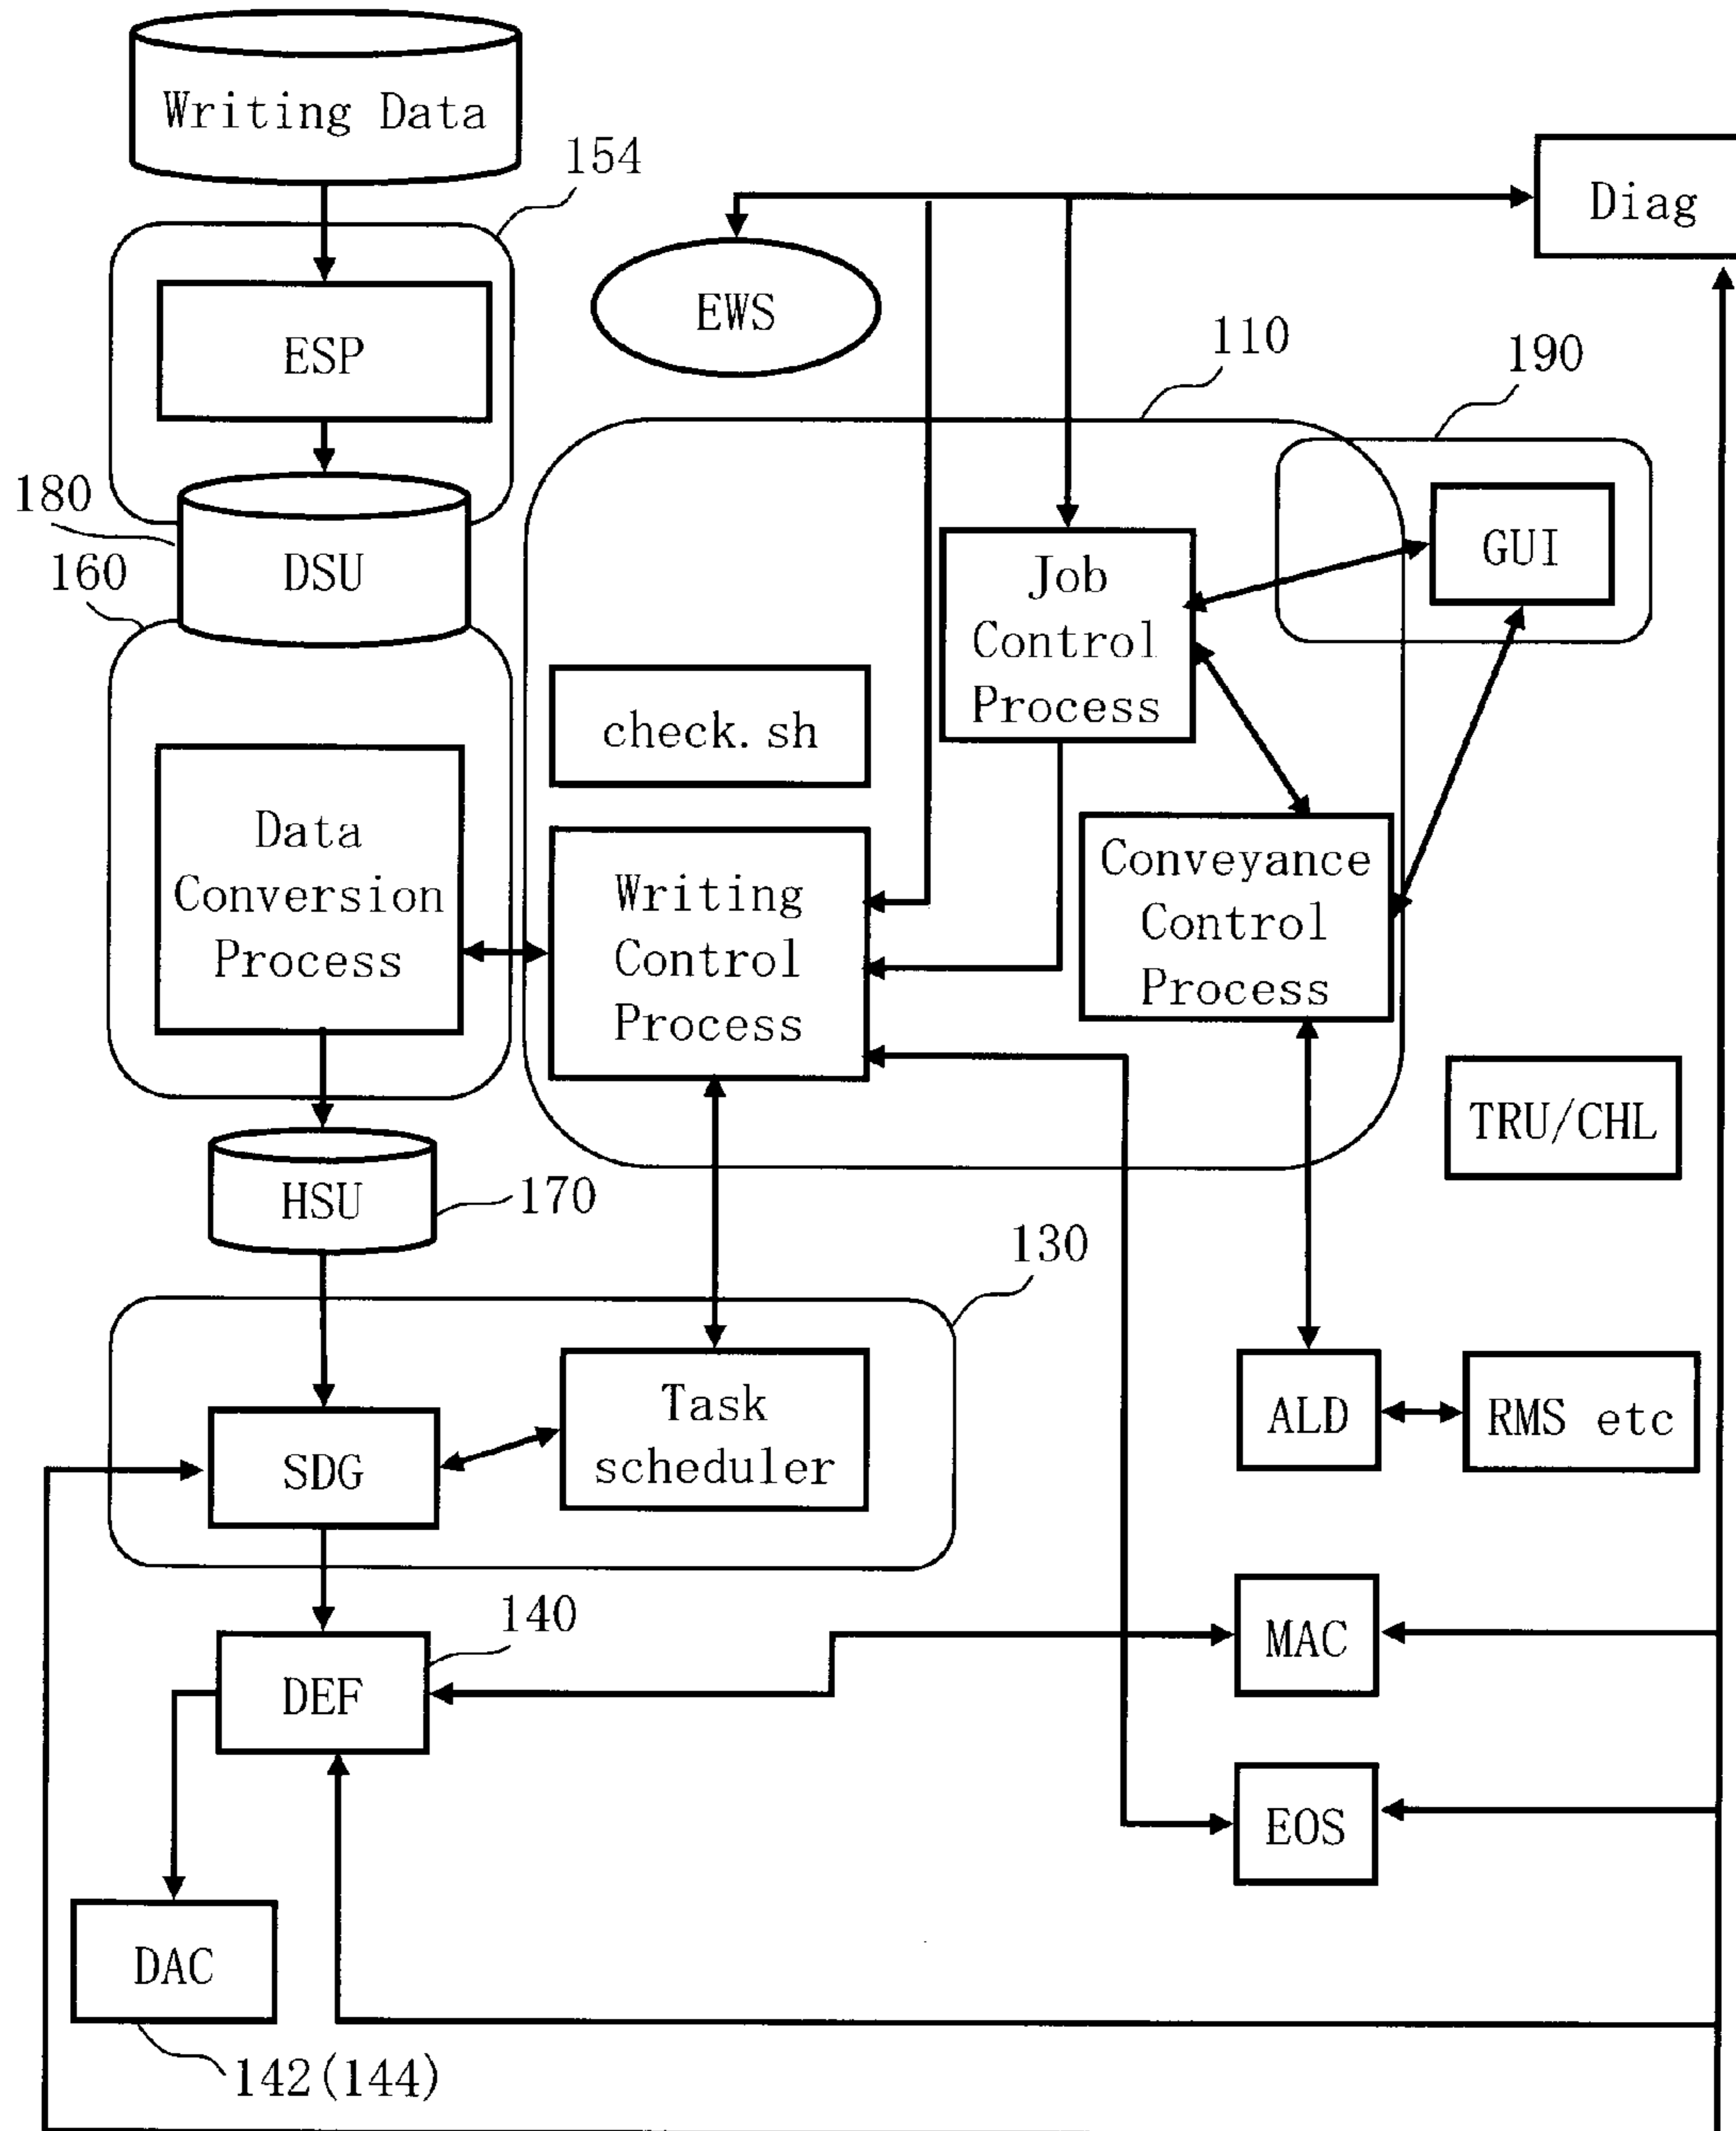 Writing Data
154
Diag
ESP
EWS
110
190
180
DSU
160
GUI
Job
Control
Process
check.sh
Data
Conversion
Process
Writing
Control
Process
Conveyance
Control
Process
TRU/CHL
HSU
170
130
Task
scheduler
SDG
ALD
RMS etc
140
DEF
MAC
EOS
DAC
142(144)